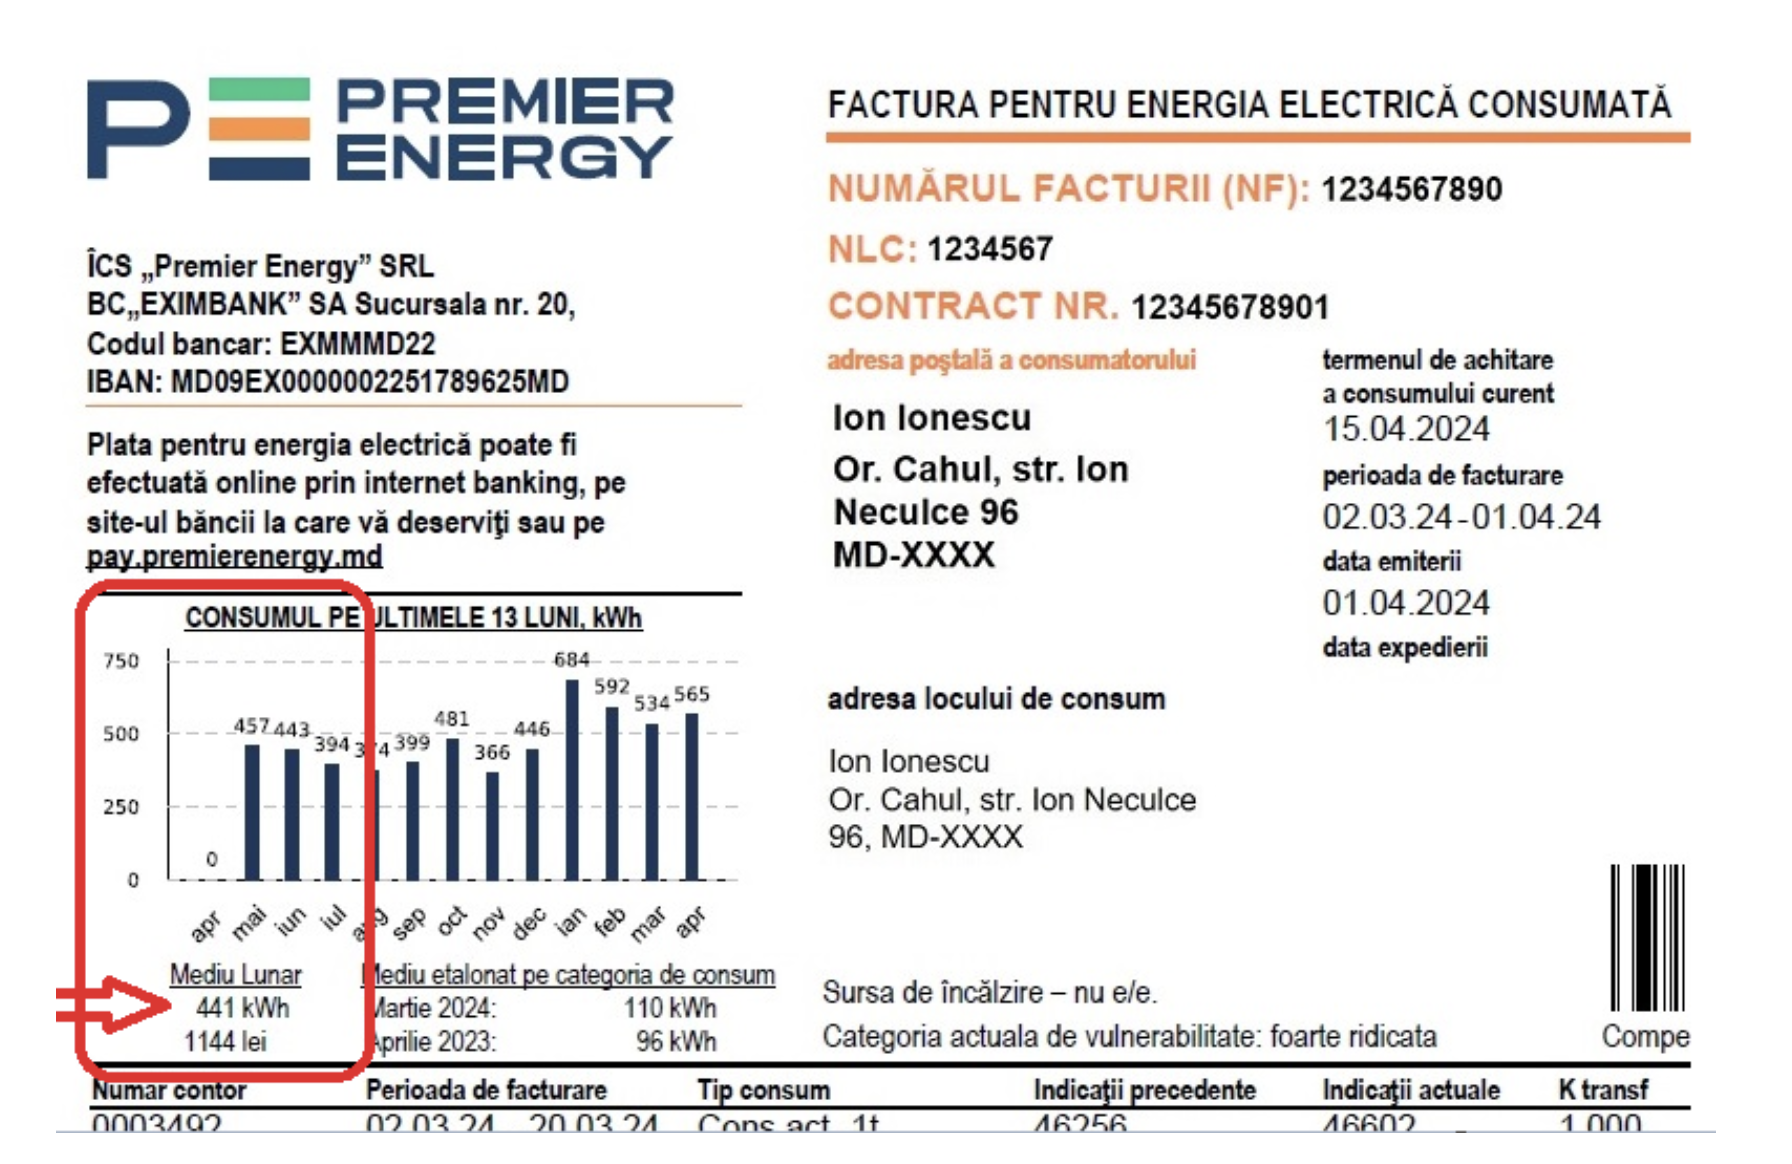 PREMIER
ENERGY
FACTURA PENTRU ENERGIA ELECTRICĂ CONSUMATĂ
NUMĂRUL FACTURII (NF): 1234567890
NLC: 1234567
CONTRACT NR. 12345678901
ÎCS „Premier Energy” SRL
BC„EXIMBANK” SA Sucursala nr. 20,
Codul bancar: EXMMMD22
IBAN: MD09EX0000002251789625MD
Plata pentru energia electrică poate fi
efectuată online prin internet banking, pe
site-ul băncii la care vă deserviţi sau pe
pay.premierenergy.md
adresa poştală a consumatorului
Ion Ionescu
Or. Cahul, str. Ion
Neculce 96
MD-XXXX
termenul de achitare
a consumului curent
15.04.2024
perioada de facturare
02.03.24-01.04.24
data emiterii
01.04.2024
data expedierii
adresa locului de consum
Ion Ionescu
Or. Cahul, str. Ion Neculce
96, MD-XXXX
CONSUMUL PE ULTIMELE 13 LUNI, kWh
750
500
250
0
0 457 443 394 374 399 481 366 446 684 592 534 565
apr mai iun iul aug sep oct nov dec ian feb mar apr
Mediu Lunar
441 kWh
1144 lei
Mediu etalonat pe categoria de consum
Martie 2024: 110 kWh
Aprilie 2023: 96 kWh
Sursa de încălzire – nu e/e.
Categoria actuala de vulnerabilitate: foarte ridicata
Compe
Numar contor Perioada de facturare Tip consum Indicaţii precedente Indicaţii actuale K transf
0003492 02.03.24 20.03.24 Cons.act. 1t 46256 46602 1.000